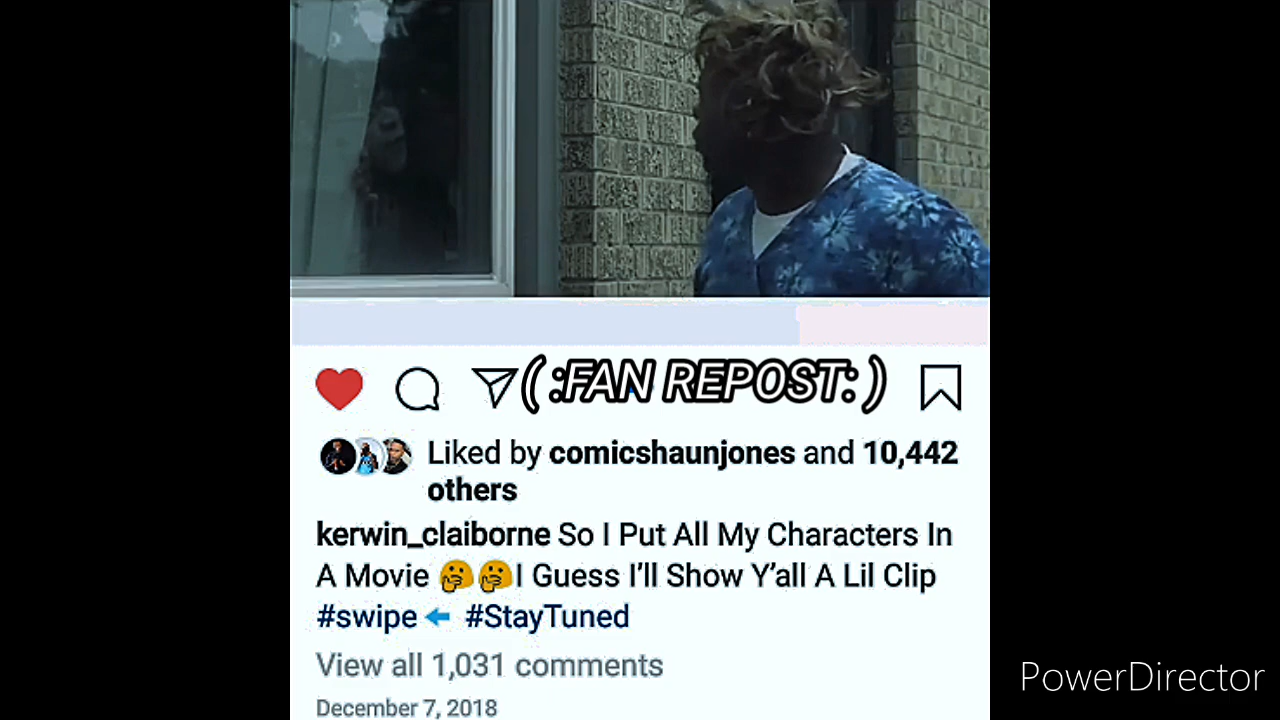 ( :FAN REPOST: )
Liked by comicshaunjones and 10,442
others
kerwin_claiborne So I Put All My Characters In
A Movie 🤔🤔I Guess I’ll Show Y’all A Lil Clip
#swipe⬅ #StayTuned
View all 1,031 comments
December 7, 2018
PowerDirector